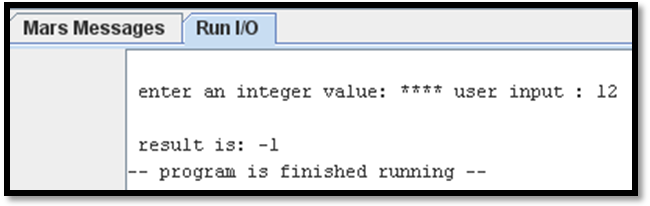 Mars Messages Run I/O
enter an integer value: **** user input : 12
result is: -1
-- program is finished running --